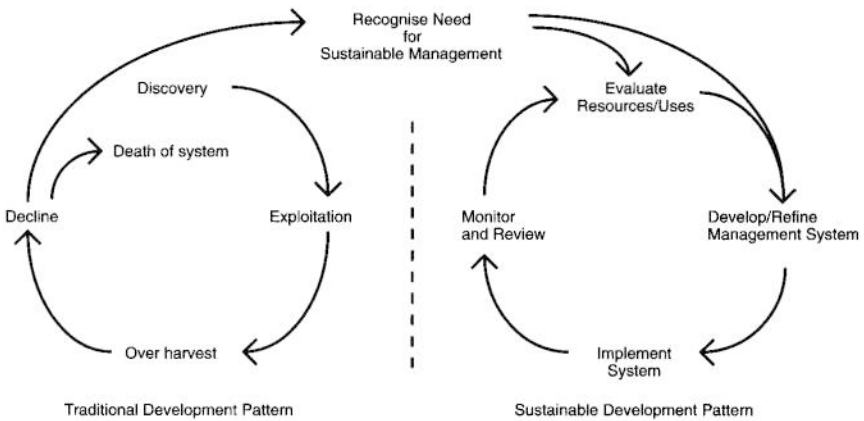 Recognise Need
for
Sustainable Management
Discovery
Death of system
Decline
Exploitation
Over harvest
Traditional Development Pattern
Evaluate
Resources/Uses
Monitor
and Review
Develop/Refine
Management System
Implement
System
Sustainable Development Pattern